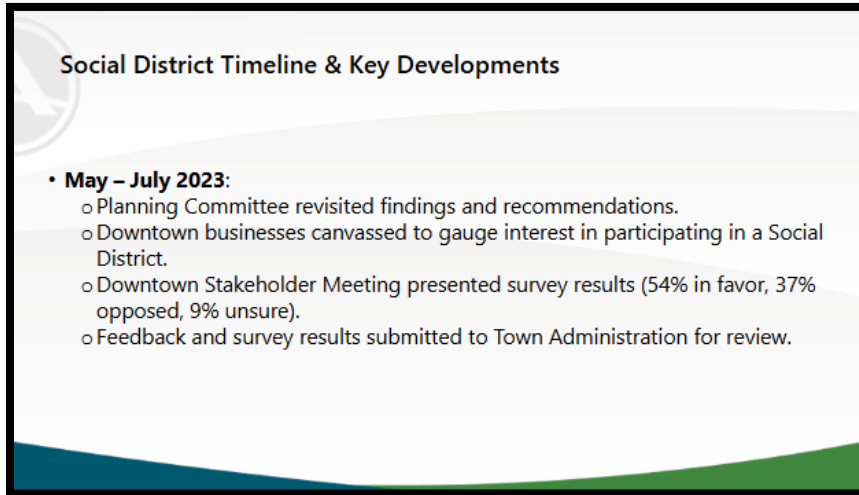 Social District Timeline & Key Developments
• May – July 2023:
o Planning Committee revisited findings and recommendations.
o Downtown businesses canvassed to gauge interest in participating in a Social
District.
o Downtown Stakeholder Meeting presented survey results (54% in favor, 37%
opposed, 9% unsure).
o Feedback and survey results submitted to Town Administration for review.